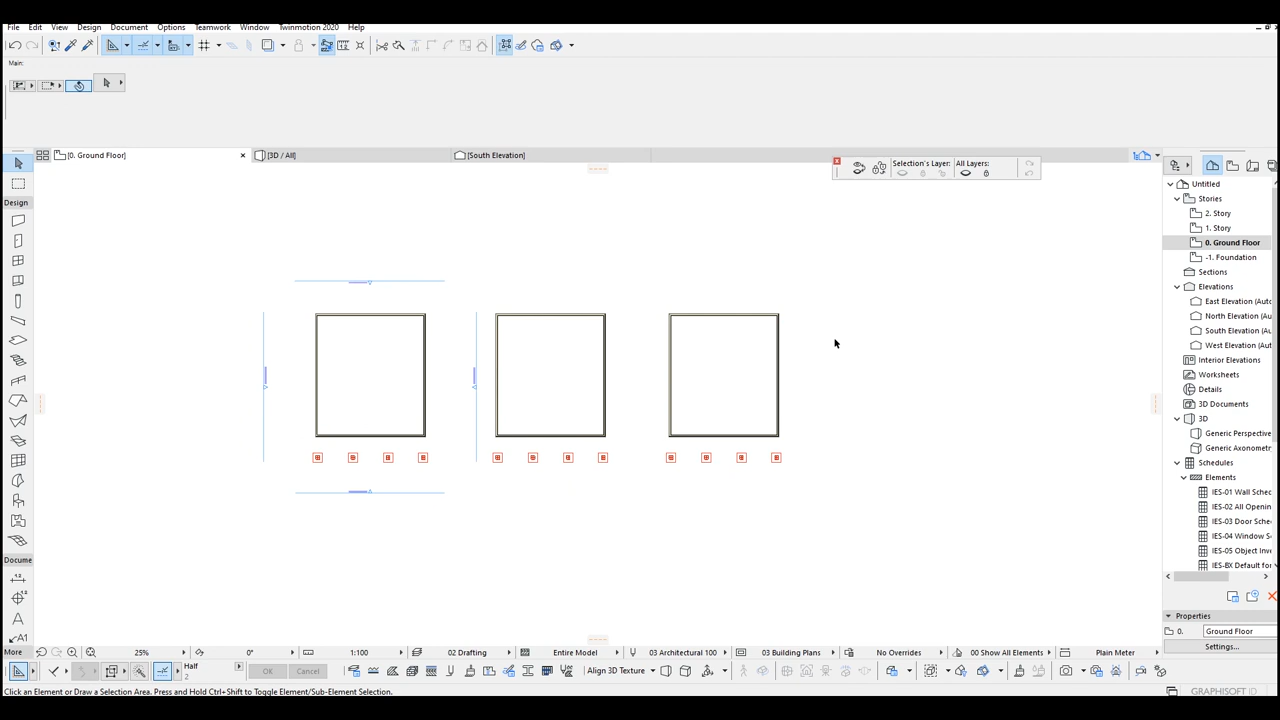 File Edit View Design Document Options Teamwork Window Twinmotion 2020 Help
Main:
[0. Ground Floor]
[3D / All]
[South Elevation]
Selection's Layer: All Layers:
Design
Docume
More
Untitled
Stories
2. Story
1. Story
0. Ground Floor
-1. Foundation
Sections
Elevations
East Elevation (Auto
North Elevation (Au
South Elevation (Au
West Elevation (Aut
Interior Elevations
Worksheets
Details
3D Documents
3D
Generic Perspective
Generic Axonometr
Schedules
Elements
IES-01 Wall Sched
IES-02 All Opening
IES-03 Door Sche
IES-04 Window S
IES-05 Object Inve
IES-BX Default for
Properties
0. Ground Floor
Settings...
25% 0° 1:100 02 Drafting Entire Model 03 Architectural 100 03 Building Plans No Overrides 00 Show All Elements Plain Meter
Half
2
OK Cancel
Align 3D Texture
Click an Element or Draw a Selection Area. Press and Hold Ctrl+Shift to Toggle Element/Sub-Element Selection.
GRAPHISOFT ID